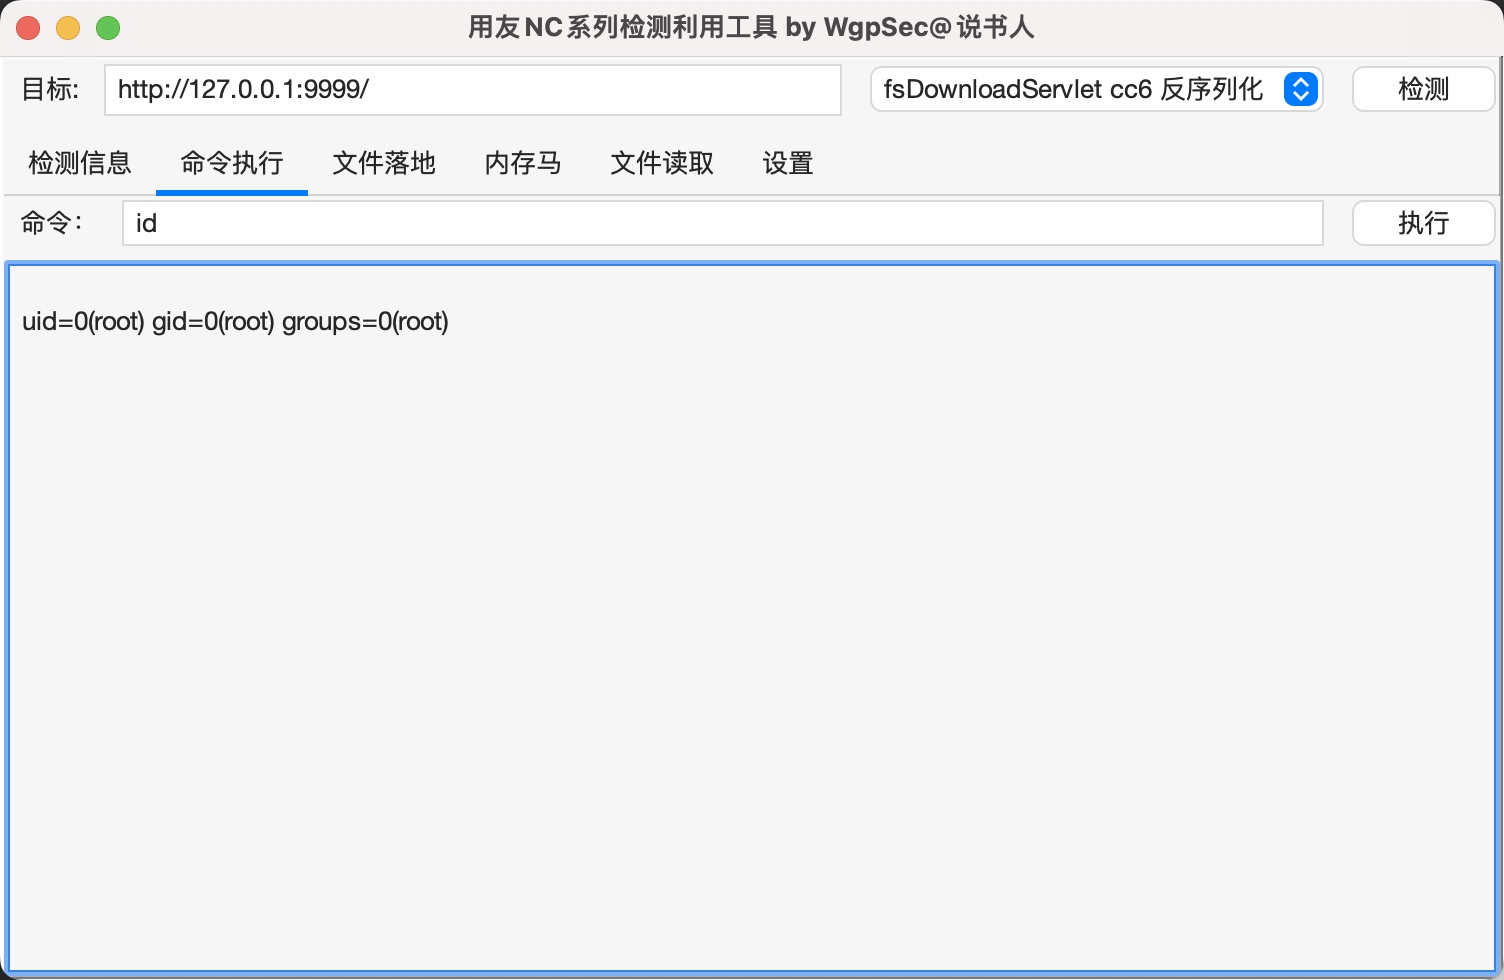 用友NC系列检测利用工具 by WgpSec@说书人
目标: http://127.0.0.1:9999/ fsDownloadServlet cc6 反序列化 检测
检测信息 命令执行 文件落地 内存马 文件读取 设置
命令： id 执行
uid=0(root) gid=0(root) groups=0(root)